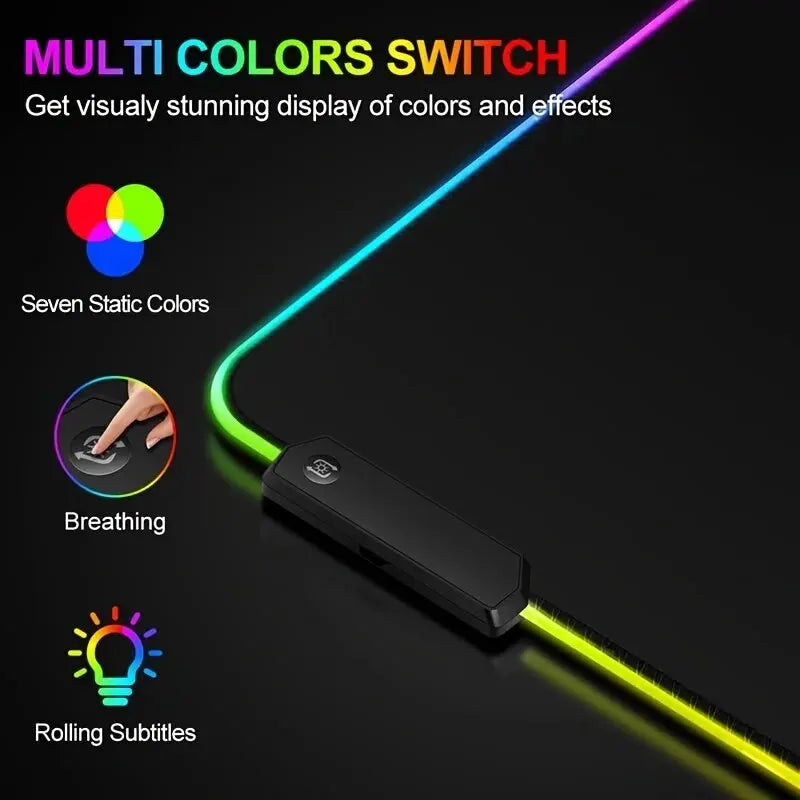 MULTI COLORS SWITCH
Get visualy stunning display of colors and effects
Seven Static Colors
Breathing
Rolling Subtitles